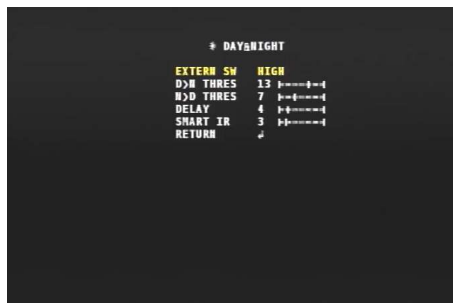 * DAY&NIGHT
EXTERN SW HIGH
D>N THRES 13
N>D THRES 7
DELAY 4
SMART IR 3
RETURN ↲